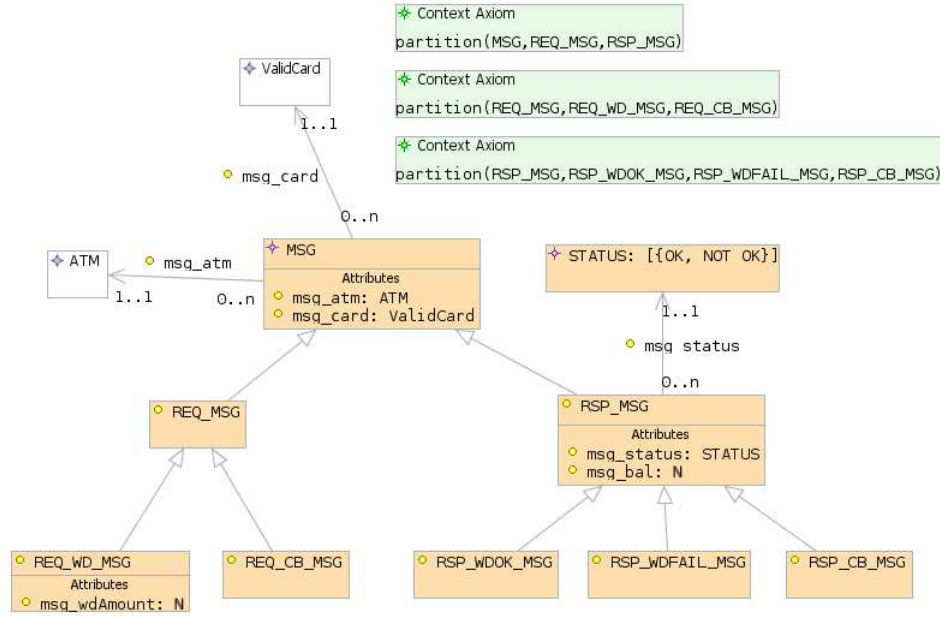 Context Axiom
partition(MSG,REQ_MSG,RSP_MSG)
ValidCard
Context Axiom
partition(REQ_MSG,REQ_WD_MSG,REQ_CB_MSG)
1..1
Context Axiom
partition(RSP_MSG,RSP_WDOK_MSG,RSP_WDFAIL_MSG,RSP_CB_MSG)
msg_card
0..n
ATM
msg_atm
MSG
STATUS: [{OK, NOT OK}]
Attributes
1..1
0..n
msg_atm: ATM
msg_card: ValidCard
1..1
msg status
0..n
REQ_MSG
RSP_MSG
Attributes
msg_status: STATUS
msg_bal: ℕ
REQ_WD_MSG
REQ_CB_MSG
RSP_WDOK_MSG
RSP_WDFAIL_MSG
RSP_CB_MSG
Attributes
msg_wdAmount: ℕ